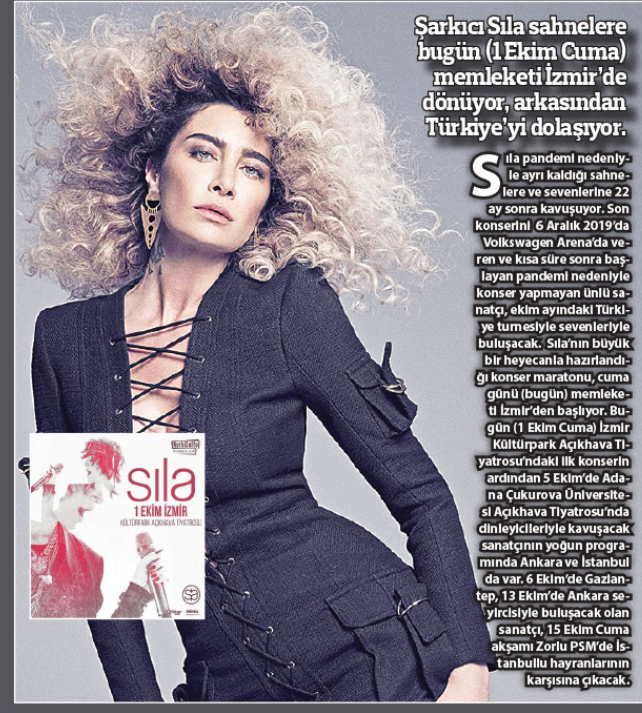 Şarkıcı Sıla sahnelere
bugün (1 Ekim Cuma)
memleketi İzmir'de
dönüyor, arkasından
Türkiye'yi dolaşıyor.
Sıla pandemi nedeniy-
le ayrı kaldığı sahne-
lere ve sevenlerine 22
ay sonra kavuşuyor. Son
konserini 6 Aralık 2019'da
Volkswagen Arena'da ve-
ren ve kısa süre sonra baş-
layan pandemi nedeniyle
konser yapmayan ünlü sa-
natçı, ekim ayındaki Türki-
ye turnesiyle sevenleriyle
buluşacak. Sıla'nın büyük
bir heyecanla hazırlandı-
ğı konser maratonu, cuma
günü (bugün) memleke-
ti İzmir'den başlıyor. Bu-
gün (1 Ekim Cuma) İzmir
Kültürpark Açıkhava Ti-
yatrosu'ndaki ilk konserin
ardından 5 Ekim'de Ada-
na Çukurova Üniversite-
si Açıkhava Tiyatrosu'nda
dinleyicileriyle kavuşacak
sanatçının yoğun progra-
mında Ankara ve İstanbul
da var. 6 Ekim'de Gazian-
tep, 13 Ekim'de Ankara se-
yircisiyle buluşacak olan
sanatçı, 15 Ekim Cuma
akşamı Zorlu PSM'de İs-
tanbullu hayranlarının
karşısına çıkacak.
sıla
1 EKİM İZMİR
KÜLTÜRPARK AÇIKHAVA TİYATROSU